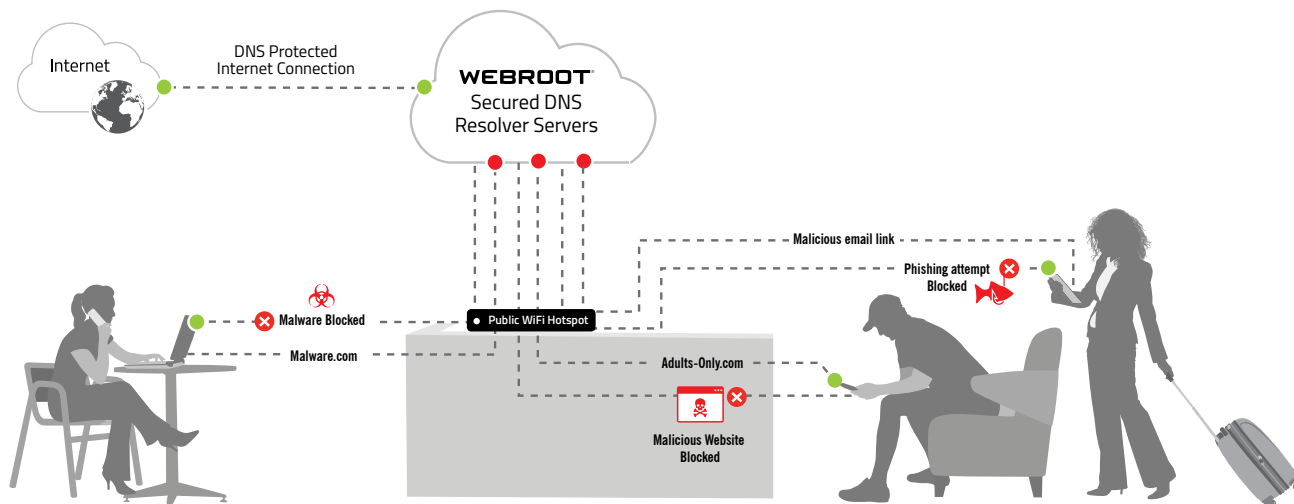 Internet
DNS Protected
Internet Connection
WEBROOT®
Secured DNS
Resolver Servers
Malicious email link
Phishing attempt
Blocked
Malware Blocked
Public WiFi Hotspot
Malware.com
Adults-Only.com
Malicious Website
Blocked